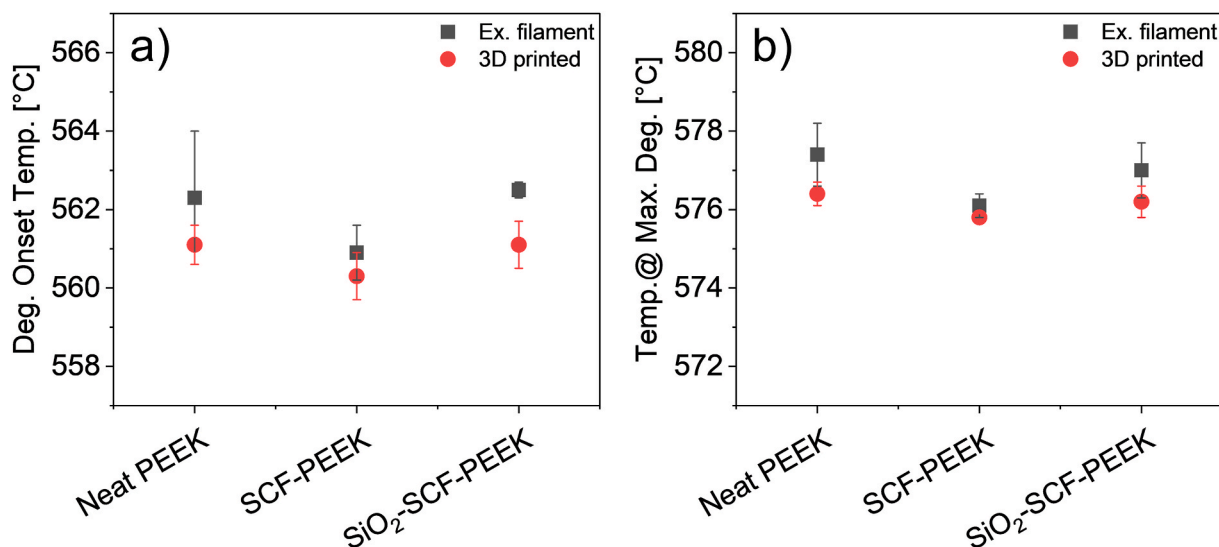 a)
Ex. filament
3D printed
Deg. Onset Temp. [°C]
566
564
562
560
558
Neat PEEK
SCF-PEEK
SiO₂-SCF-PEEK
b)
Ex. filament
3D printed
Temp.@ Max. Deg. [°C]
580
578
576
574
572
Neat PEEK
SCF-PEEK
SiO₂-SCF-PEEK